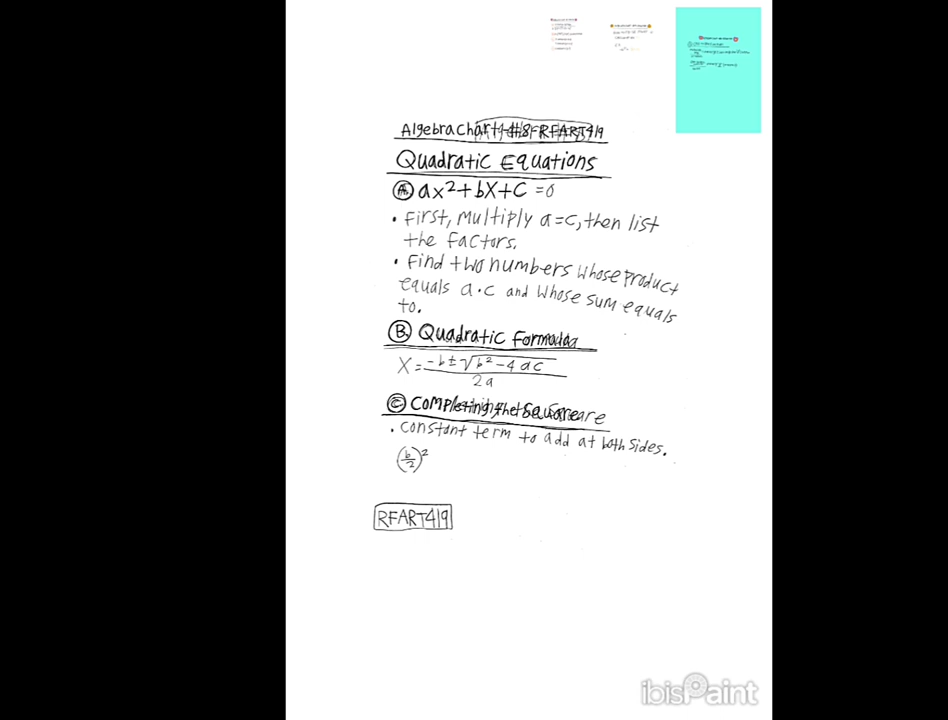 Algebra Chart #8 RFART419
Quadratic Equations
A. ax²+bx+c=0
• First, multiply a=c, then list
the factors.
• Find two numbers whose product
equals a·c and whose sum equals
to.
B. Quadratic Formula
X = -b±√b²-4ac
2a
C. Completing the Square
• constant term to add at both sides.
(b/2)²
RFART419
ibisPaint